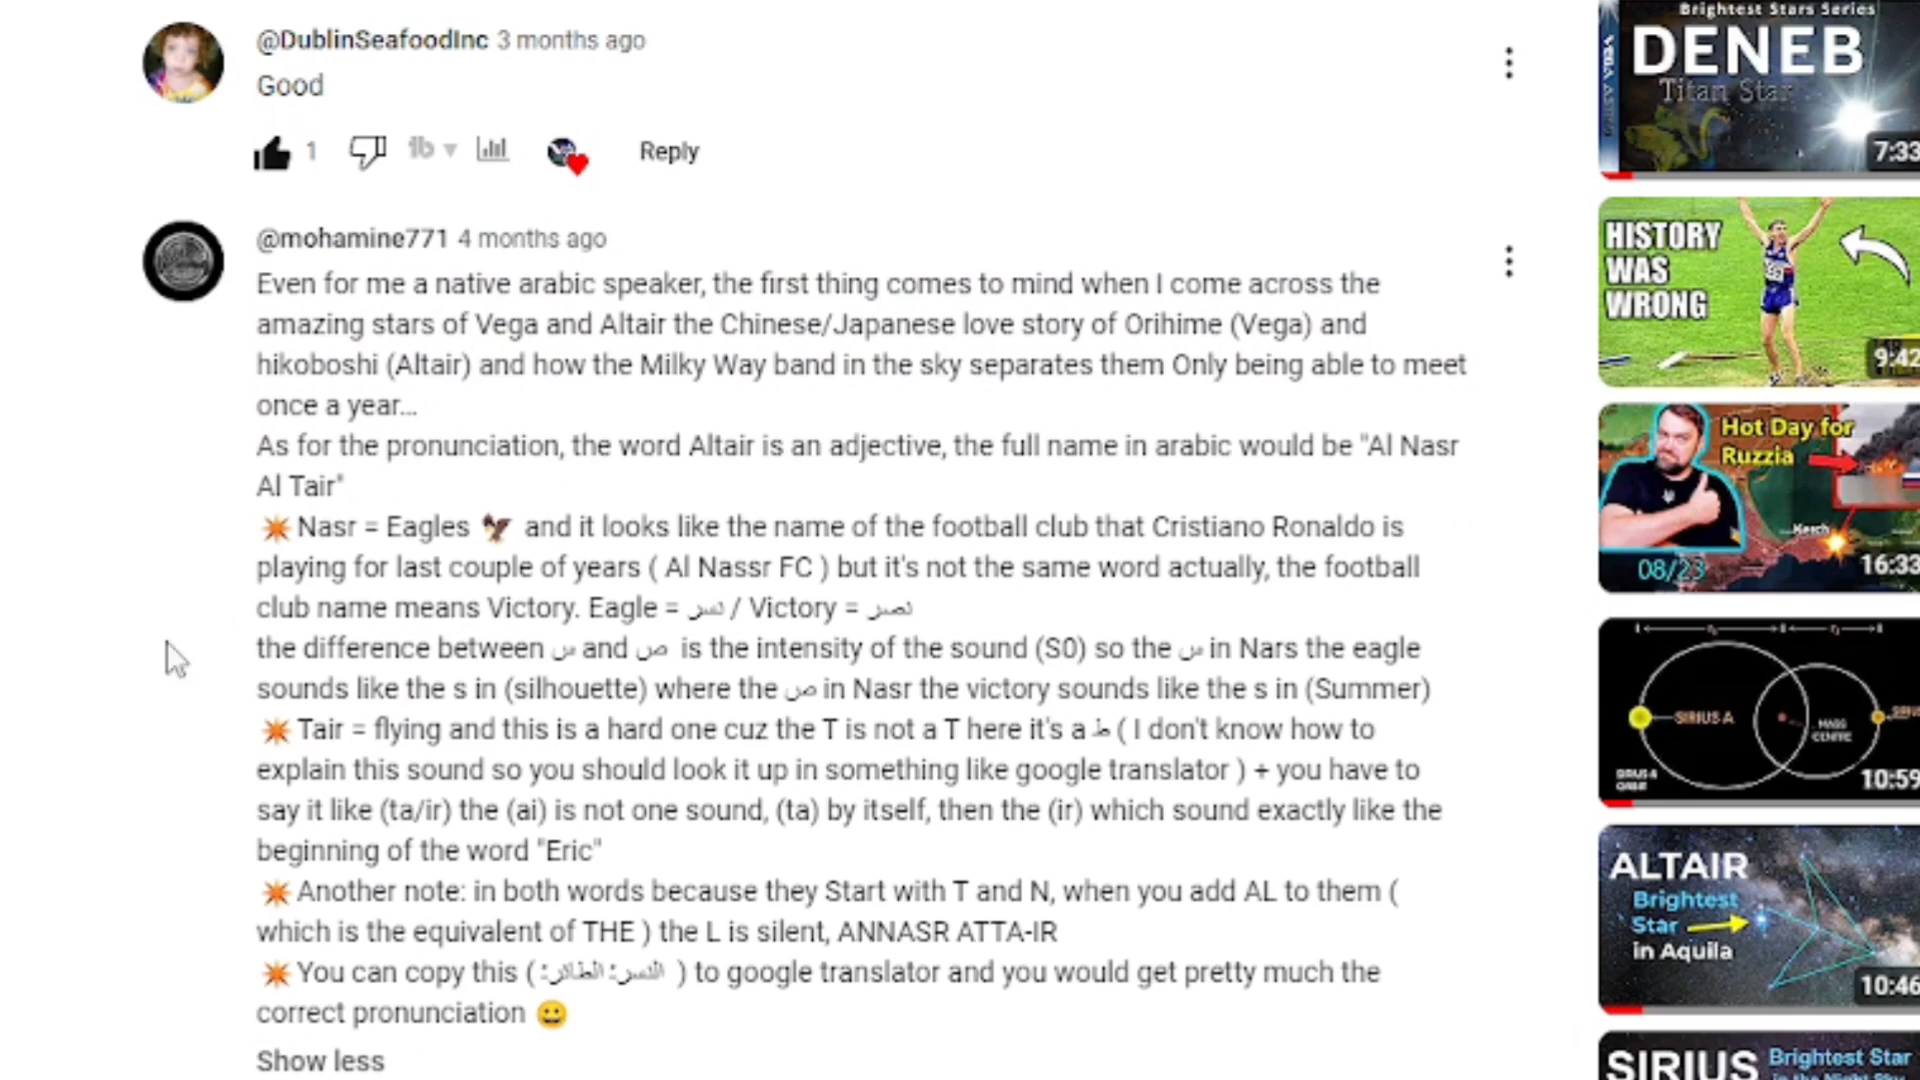 @DublinSeafoodInc 3 months ago
Good
1
Reply
@mohamine771 4 months ago
Even for me a native arabic speaker, the first thing comes to mind when I come across the
amazing stars of Vega and Altair the Chinese/Japanese love story of Orihime (Vega) and
hikoboshi (Altair) and how the Milky Way band in the sky separates them Only being able to meet
once a year...
As for the pronunciation, the word Altair is an adjective, the full name in arabic would be "Al Nasr
Al Tair"
💥 Nasr = Eagles 🦅 and it looks like the name of the football club that Cristiano Ronaldo is
playing for last couple of years ( Al Nassr FC ) but it's not the same word actually, the football
club name means Victory. Eagle = نسر / Victory = نصر
the difference between س and ص is the intensity of the sound (S0) so the س in Nars the eagle
sounds like the s in (silhouette) where the ص in Nasr the victory sounds like the s in (Summer)
💥 Tair = flying and this is a hard one cuz the T is not a T here it's a ط ( I don't know how to
explain this sound so you should look it up in something like google translator ) + you have to
say it like (ta/ir) the (ai) is not one sound, (ta) by itself, then the (ir) which sound exactly like the
beginning of the word "Eric"
💥 Another note: in both words because they Start with T and N, when you add AL to them (
which is the equivalent of THE ) the L is silent, ANNASR ATTA-IR
💥 You can copy this ( النسر؛ الطائر؛ ) to google translator and you would get pretty much the
correct pronunciation 😀
Show less
Brightest Stars Series
DENEB
Titan Star
7:33
HISTORY
WAS
WRONG
9:42
Hot Day for
Ruzzia
Kerch
08/23
16:33
SIRIUS A
MASS
CENTRE
SIRIUS A
ORBIT
10:59
ALTAIR
Brightest
Star
in Aquila
10:46
SIRIUS Brightest Star
in the Night Sky